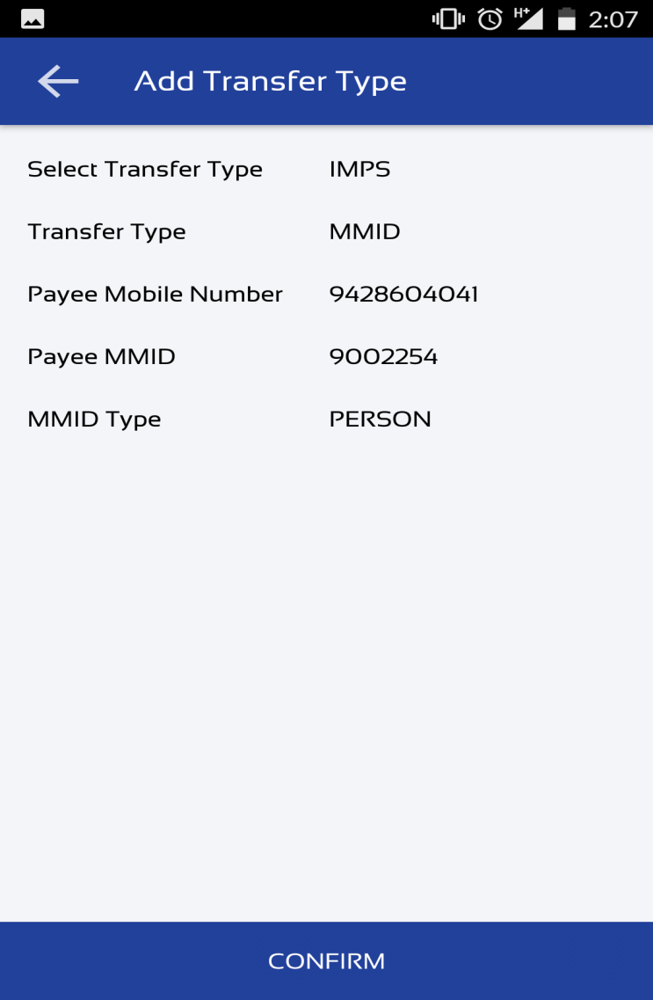 H+ 2:07
Add Transfer Type
Select Transfer Type IMPS
Transfer Type MMID
Payee Mobile Number 9428604041
Payee MMID 9002254
MMID Type PERSON
CONFIRM